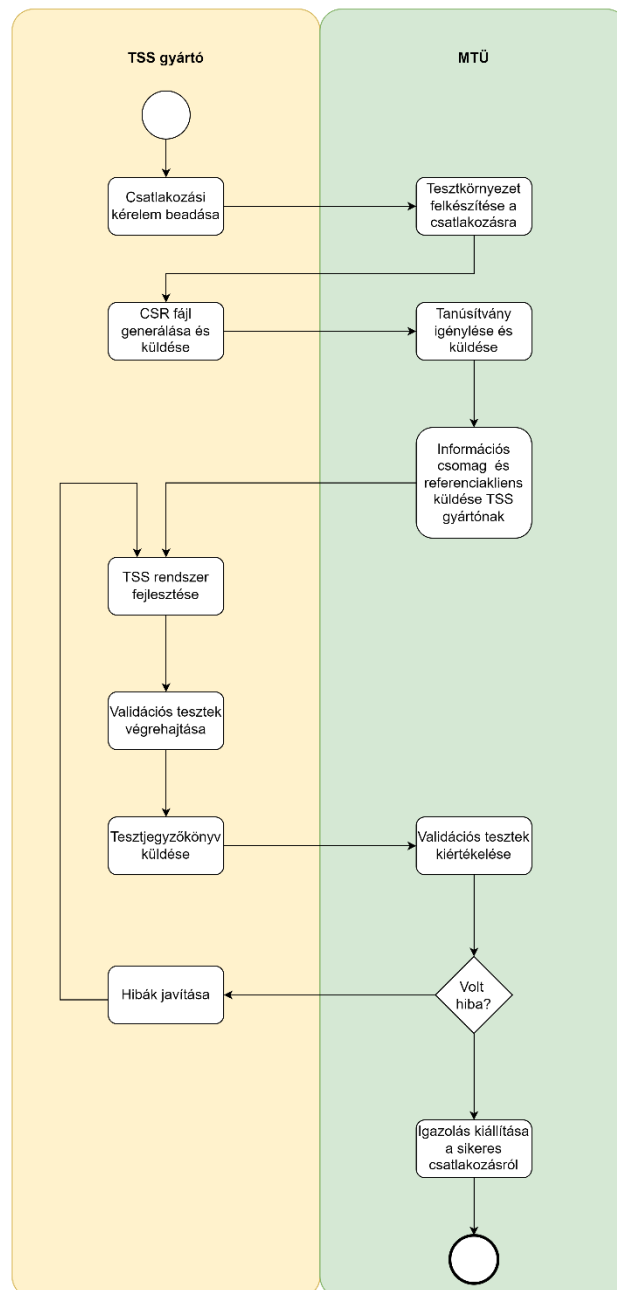 TSS gyártó
MTÜ
Csatlakozási
kérelem beadása
Tesztkörnyezet
felkészítése a
csatlakozásra
CSR fájl
generálása és
küldése
Tanúsítvány
igénylése és
küldése
Információs
csomag és
referenciakliens
küldése TSS
gyártónak
TSS rendszer
fejlesztése
Validációs tesztek
végrehajtása
Tesztjegyzőkönyv
küldése
Validációs tesztek
kiértékelése
Volt
hiba?
Hibák javítása
Igazolás kiállítása
a sikeres
csatlakozásról